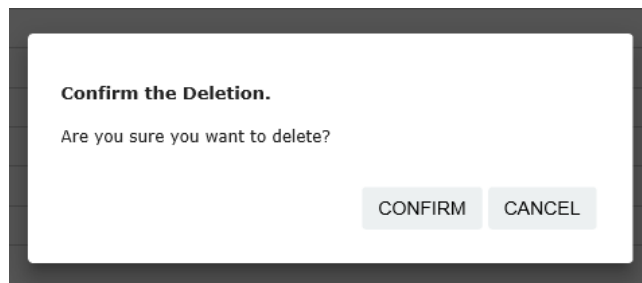 Confirm the Deletion.
Are you sure you want to delete?
CONFIRM CANCEL